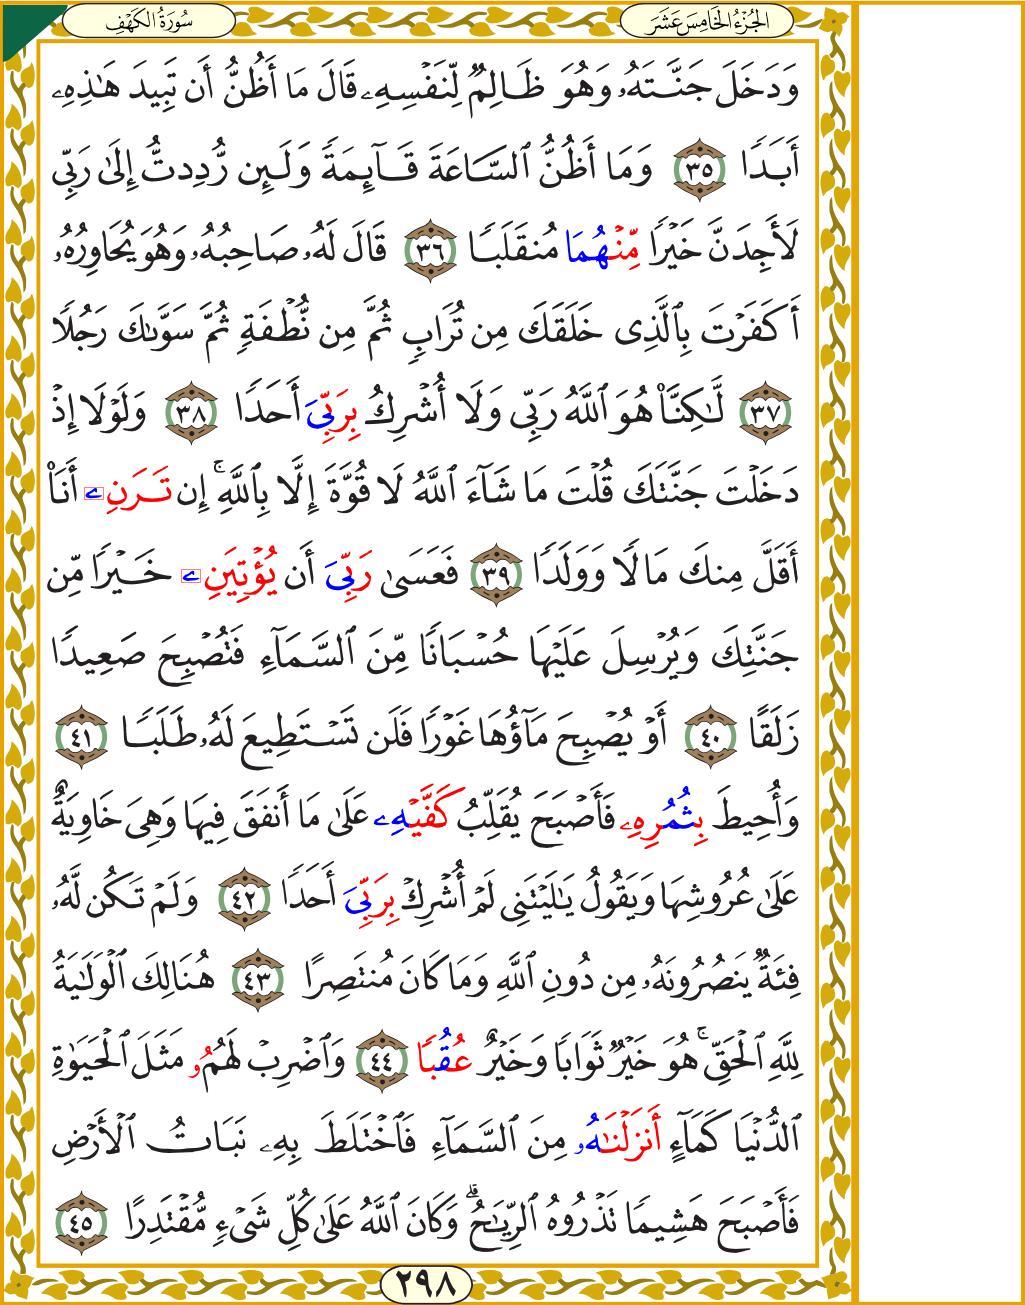 الجُزْءُ الخَامِسَ عَشَرَ
سُورَةُ الكَهْفِ
وَدَخَلَ جَنَّتَهُۥ وَهُوَ ظَالِمٌ لِّنَفْسِهِۦ قَالَ مَا أَظُنُّ أَن تَبِيدَ هَٰذِهِۦ
أَبَدًا ٣٥ وَمَا أَظُنُّ ٱلسَّاعَةَ قَآئِمَةً وَلَئِن رُّدِدتُّ إِلَىٰ رَبِّى
لَأَجِدَنَّ خَيْرًا مِّنْهُمَا مُنقَلَبًا ٣٦ قَالَ لَهُۥ صَاحِبُهُۥ وَهُوَ يُحَاوِرُهُۥ
أَكَفَرْتَ بِٱلَّذِى خَلَقَكَ مِن تُرَابٍ ثُمَّ مِن نُّطْفَةٍ ثُمَّ سَوَّىٰكَ رَجُلًا
٣٧ لَّٰكِنَّا۠ هُوَ ٱللَّهُ رَبِّى وَلَا أُشْرِكُ بِرَبِّىَ أَحَدًا ٣٨ وَلَوْلَا إِذْ
دَخَلْتَ جَنَّتَكَ قُلْتَ مَا شَآءَ ٱللَّهُ لَا قُوَّةَ إِلَّا بِٱللَّهِ ۚ إِن تَرَنِۦ أَنَا۠
أَقَلَّ مِنكَ مَالًا وَوَلَدًا ٣٩ فَعَسَىٰ رَبِّىَ أَن يُؤْتِيَنِۦ خَيْرًا مِّن
جَنَّتِكَ وَيُرْسِلَ عَلَيْهَا حُسْبَانًا مِّنَ ٱلسَّمَآءِ فَتُصْبِحَ صَعِيدًا
زَلَقًا ٤٠ أَوْ يُصْبِحَ مَآؤُهَا غَوْرًا فَلَن تَسْتَطِيعَ لَهُۥ طَلَبًا ٤١
وَأُحِيطَ بِثُمُرِهِۦ فَأَصْبَحَ يُقَلِّبُ كَفَّيْهِۦ عَلَىٰ مَا أَنفَقَ فِيهَا وَهِىَ خَاوِيَةٌ
عَلَىٰ عُرُوشِهَا وَيَقُولُ يَٰلَيْتَنِى لَمْ أُشْرِكْ بِرَبِّىَ أَحَدًا ٤٢ وَلَمْ تَكُن لَّهُۥ
فِئَةٌ يَنصُرُونَهُۥ مِن دُونِ ٱللَّهِ وَمَا كَانَ مُنتَصِرًا ٤٣ هُنَالِكَ ٱلْوَلَٰيَةُ
لِلَّهِ ٱلْحَقِّ ۚ هُوَ خَيْرٌ ثَوَابًا وَخَيْرٌ عُقُبًا ٤٤ وَٱضْرِبْ لَهُمُۥ مَثَلَ ٱلْحَيَوٰةِ
ٱلدُّنْيَا كَمَآءٍ أَنزَلْنَٰهُۥ مِنَ ٱلسَّمَآءِ فَٱخْتَلَطَ بِهِۦ نَبَاتُ ٱلْأَرْضِ
فَأَصْبَحَ هَشِيمًا تَذْرُوهُ ٱلرِّيَٰحُ ۗ وَكَانَ ٱللَّهُ عَلَىٰ كُلِّ شَىْءٍ مُّقْتَدِرًا ٤٥
٢٩٨